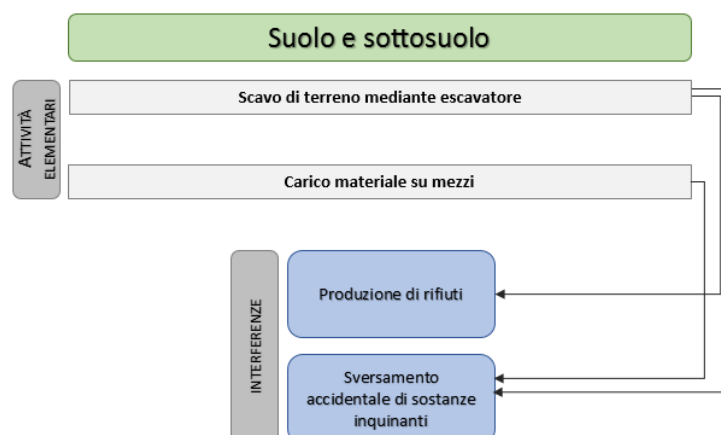 Suolo e sottosuolo
ATTIVITÀ
ELEMENTARI
Scavo di terreno mediante escavatore
Carico materiale su mezzi
INTERFERENZE
Produzione di rifiuti
Sversamento
accidentale di sostanze
inquinanti